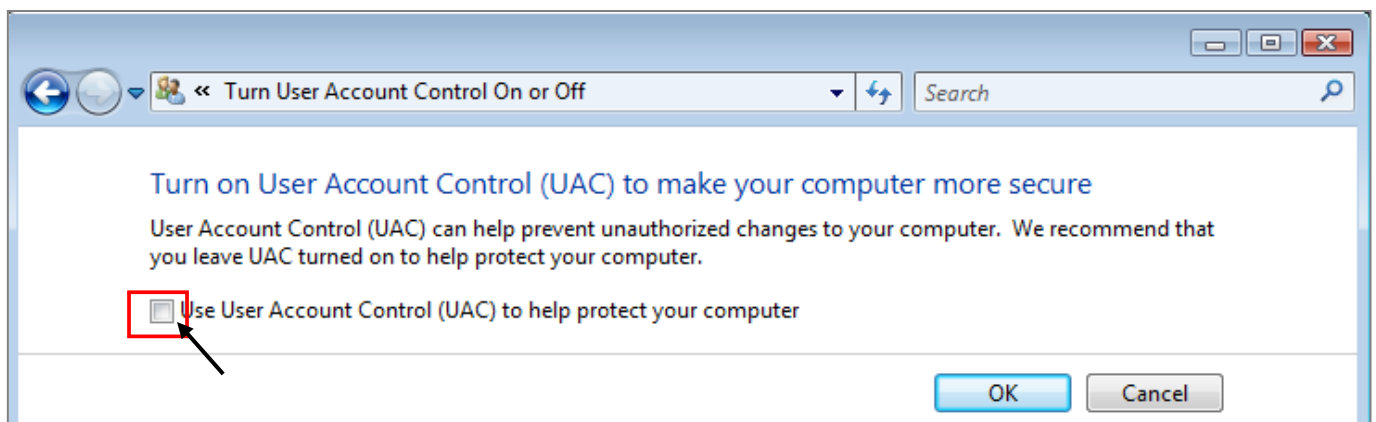 « Turn User Account Control On or Off
Search
Turn on User Account Control (UAC) to make your computer more secure
User Account Control (UAC) can help prevent unauthorized changes to your computer.  We recommend that
you leave UAC turned on to help protect your computer.
Use User Account Control (UAC) to help protect your computer
OK
Cancel